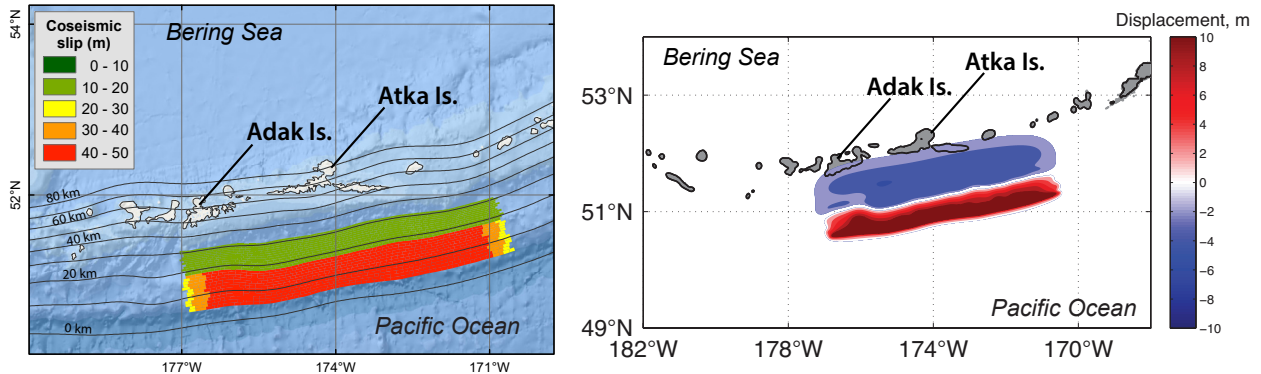 54°N
52°N
Coseismic
slip (m)
0 - 10
10 - 20
20 - 30
30 - 40
40 - 50
Bering Sea
Atka Is.
Adak Is.
80 km
60 km
40 km
20 km
0 km
Pacific Ocean
177°W
174°W
171°W
Displacement, m
Bering Sea
Atka Is.
Adak Is.
53°N
51°N
49°N
Pacific Ocean
182°W
178°W
174°W
170°W
10
8
6
4
2
0
-2
-4
-6
-8
-10